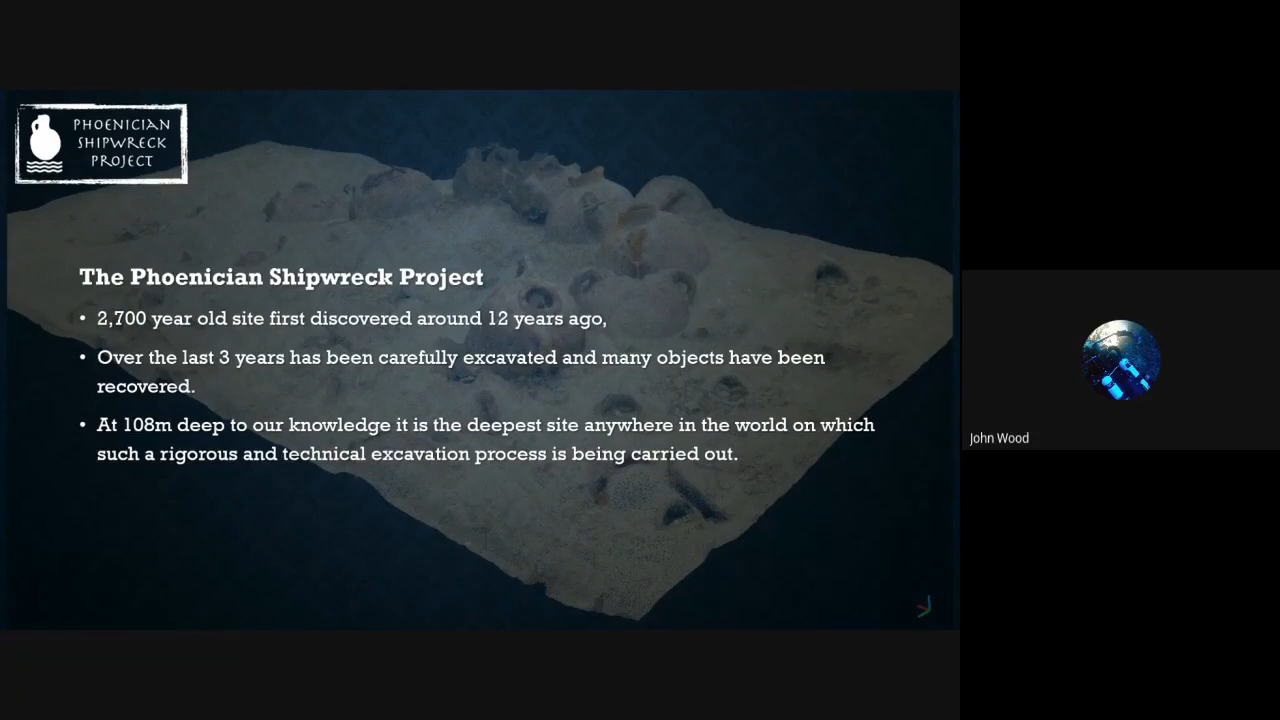 PHOENICIAN
SHIPWRECK
PROJECT
The Phoenician Shipwreck Project
• 2,700 year old site first discovered around 12 years ago,
• Over the last 3 years has been carefully excavated and many objects have been
recovered.
• At 108m deep to our knowledge it is the deepest site anywhere in the world on which
such a rigorous and technical excavation process is being carried out.
John Wood